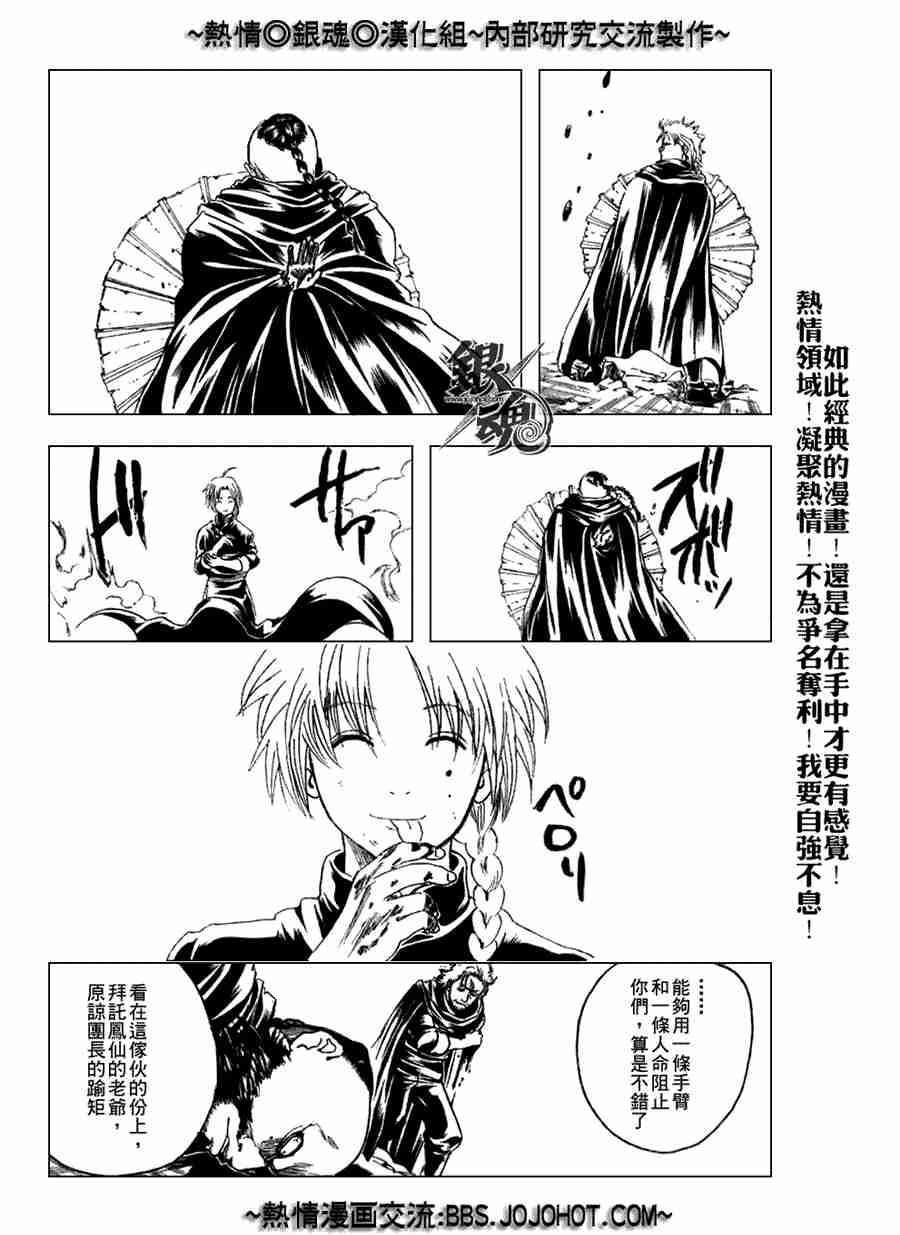 ~熱情◎銀魂◎漢化組~內部研究交流製作~
銀魂
www.jojohot.com
ズボッ
ドサァ
ペロリ
……
能夠用一條手臂
和一條人命阻止
你們，算是不錯了
看在這傢伙的份上，
拜託鳳仙的老爺，
原諒團長的踰矩
如此經典的漫畫！還是拿在手中才更有感覺！
熱情領域！凝聚熱情！不為爭名奪利！我要自強不息！
~熱情漫画交流:BBS.JOJOHOT.COM~